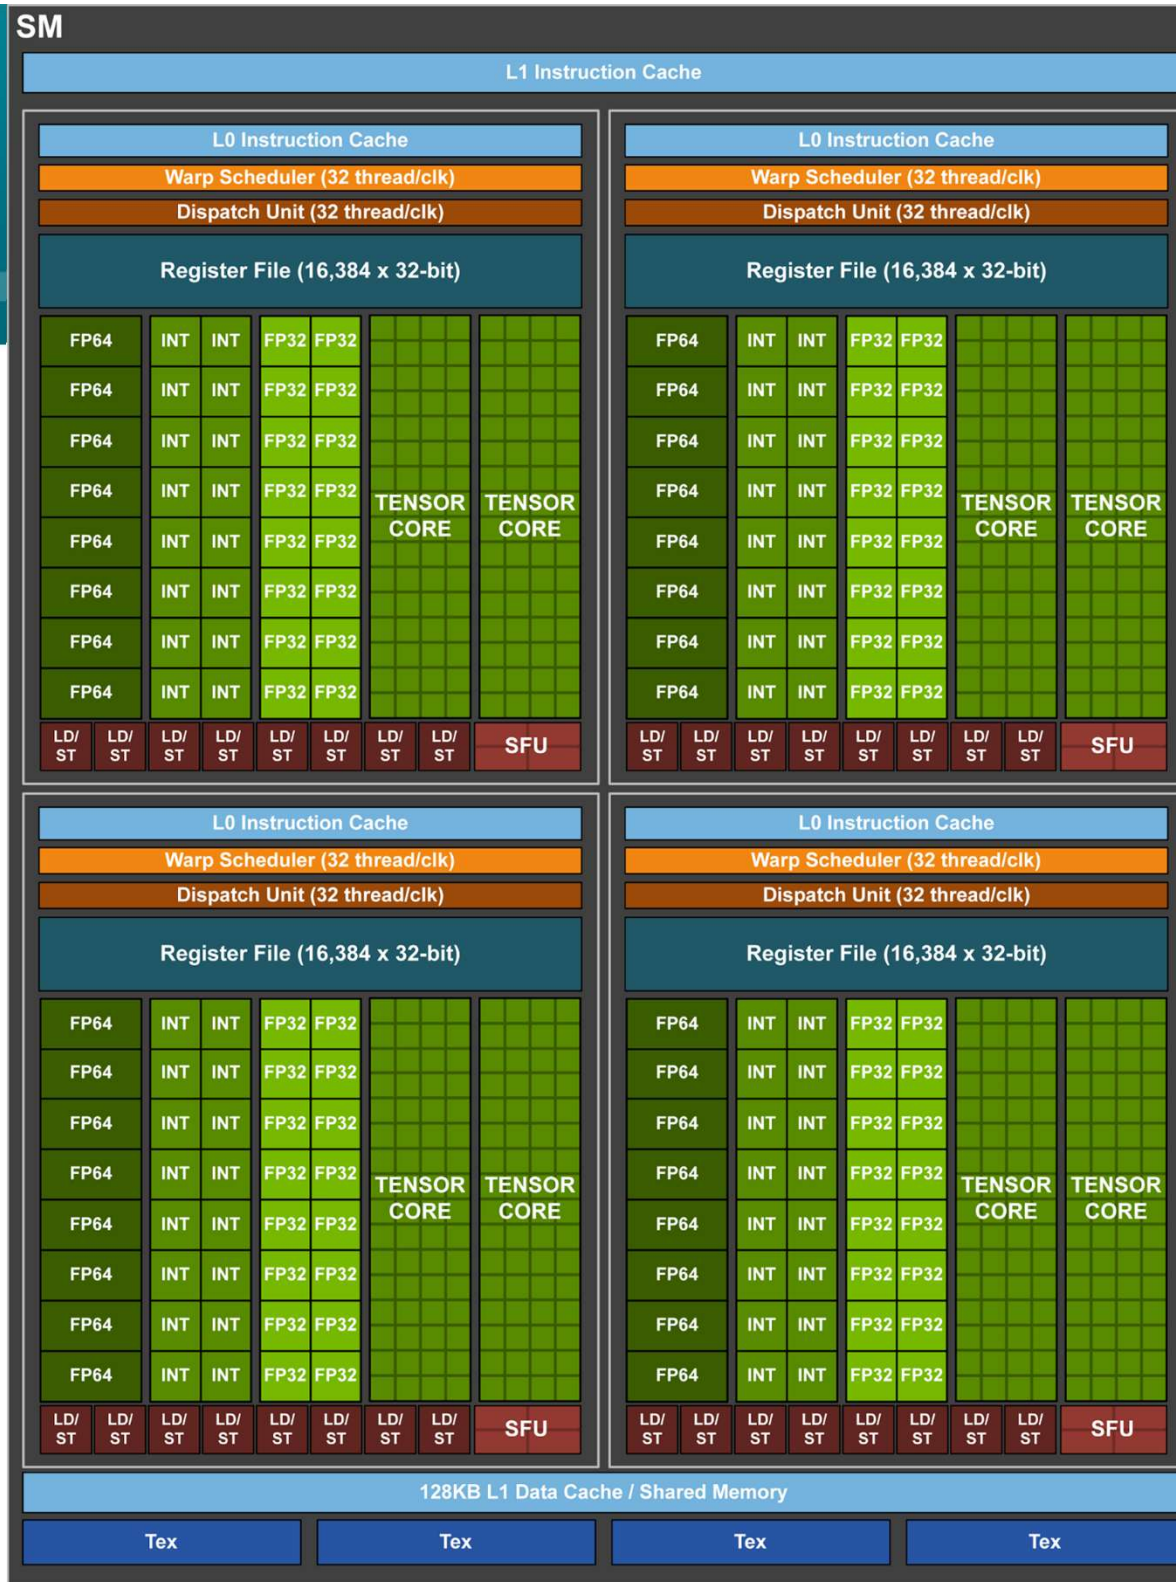 SM
L1 Instruction Cache
L0 Instruction Cache
Warp Scheduler (32 thread/clk)
Dispatch Unit (32 thread/clk)
Register File (16,384 x 32-bit)
FP64 INT INT FP32 FP32
FP64 INT INT FP32 FP32
FP64 INT INT FP32 FP32
FP64 INT INT FP32 FP32
FP64 INT INT FP32 FP32
FP64 INT INT FP32 FP32
FP64 INT INT FP32 FP32
FP64 INT INT FP32 FP32
TENSOR
CORE
TENSOR
CORE
LD/ LD/ LD/ LD/ LD/ LD/ LD/ LD/
ST ST ST ST ST ST ST ST
SFU
L0 Instruction Cache
Warp Scheduler (32 thread/clk)
Dispatch Unit (32 thread/clk)
Register File (16,384 x 32-bit)
FP64 INT INT FP32 FP32
FP64 INT INT FP32 FP32
FP64 INT INT FP32 FP32
FP64 INT INT FP32 FP32
FP64 INT INT FP32 FP32
FP64 INT INT FP32 FP32
FP64 INT INT FP32 FP32
FP64 INT INT FP32 FP32
TENSOR
CORE
TENSOR
CORE
LD/ LD/ LD/ LD/ LD/ LD/ LD/ LD/
ST ST ST ST ST ST ST ST
SFU
L0 Instruction Cache
Warp Scheduler (32 thread/clk)
Dispatch Unit (32 thread/clk)
Register File (16,384 x 32-bit)
FP64 INT INT FP32 FP32
FP64 INT INT FP32 FP32
FP64 INT INT FP32 FP32
FP64 INT INT FP32 FP32
FP64 INT INT FP32 FP32
FP64 INT INT FP32 FP32
FP64 INT INT FP32 FP32
FP64 INT INT FP32 FP32
TENSOR
CORE
TENSOR
CORE
LD/ LD/ LD/ LD/ LD/ LD/ LD/ LD/
ST ST ST ST ST ST ST ST
SFU
L0 Instruction Cache
Warp Scheduler (32 thread/clk)
Dispatch Unit (32 thread/clk)
Register File (16,384 x 32-bit)
FP64 INT INT FP32 FP32
FP64 INT INT FP32 FP32
FP64 INT INT FP32 FP32
FP64 INT INT FP32 FP32
FP64 INT INT FP32 FP32
FP64 INT INT FP32 FP32
FP64 INT INT FP32 FP32
FP64 INT INT FP32 FP32
TENSOR
CORE
TENSOR
CORE
LD/ LD/ LD/ LD/ LD/ LD/ LD/ LD/
ST ST ST ST ST ST ST ST
SFU
128KB L1 Data Cache / Shared Memory
Tex Tex Tex Tex